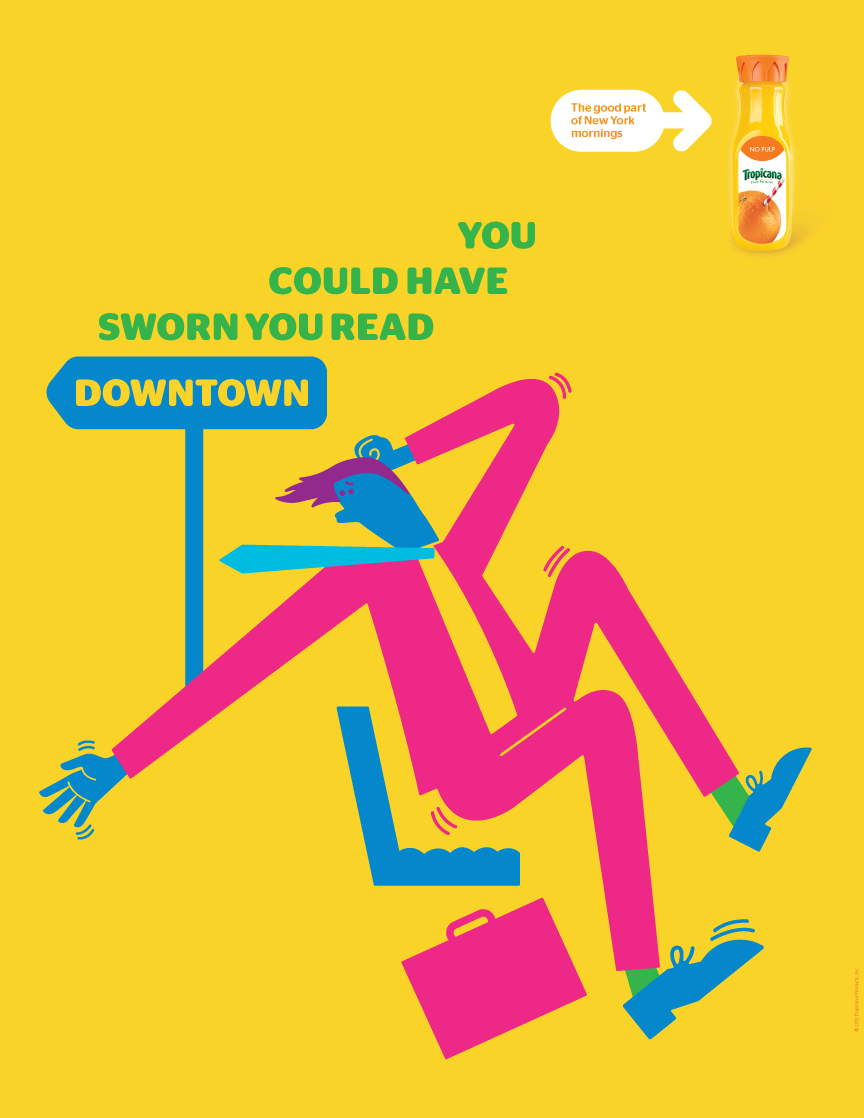 The good part
of New York
mornings
NO PULP
Tropicana
YOU
COULD HAVE
SWORN YOU READ
DOWNTOWN